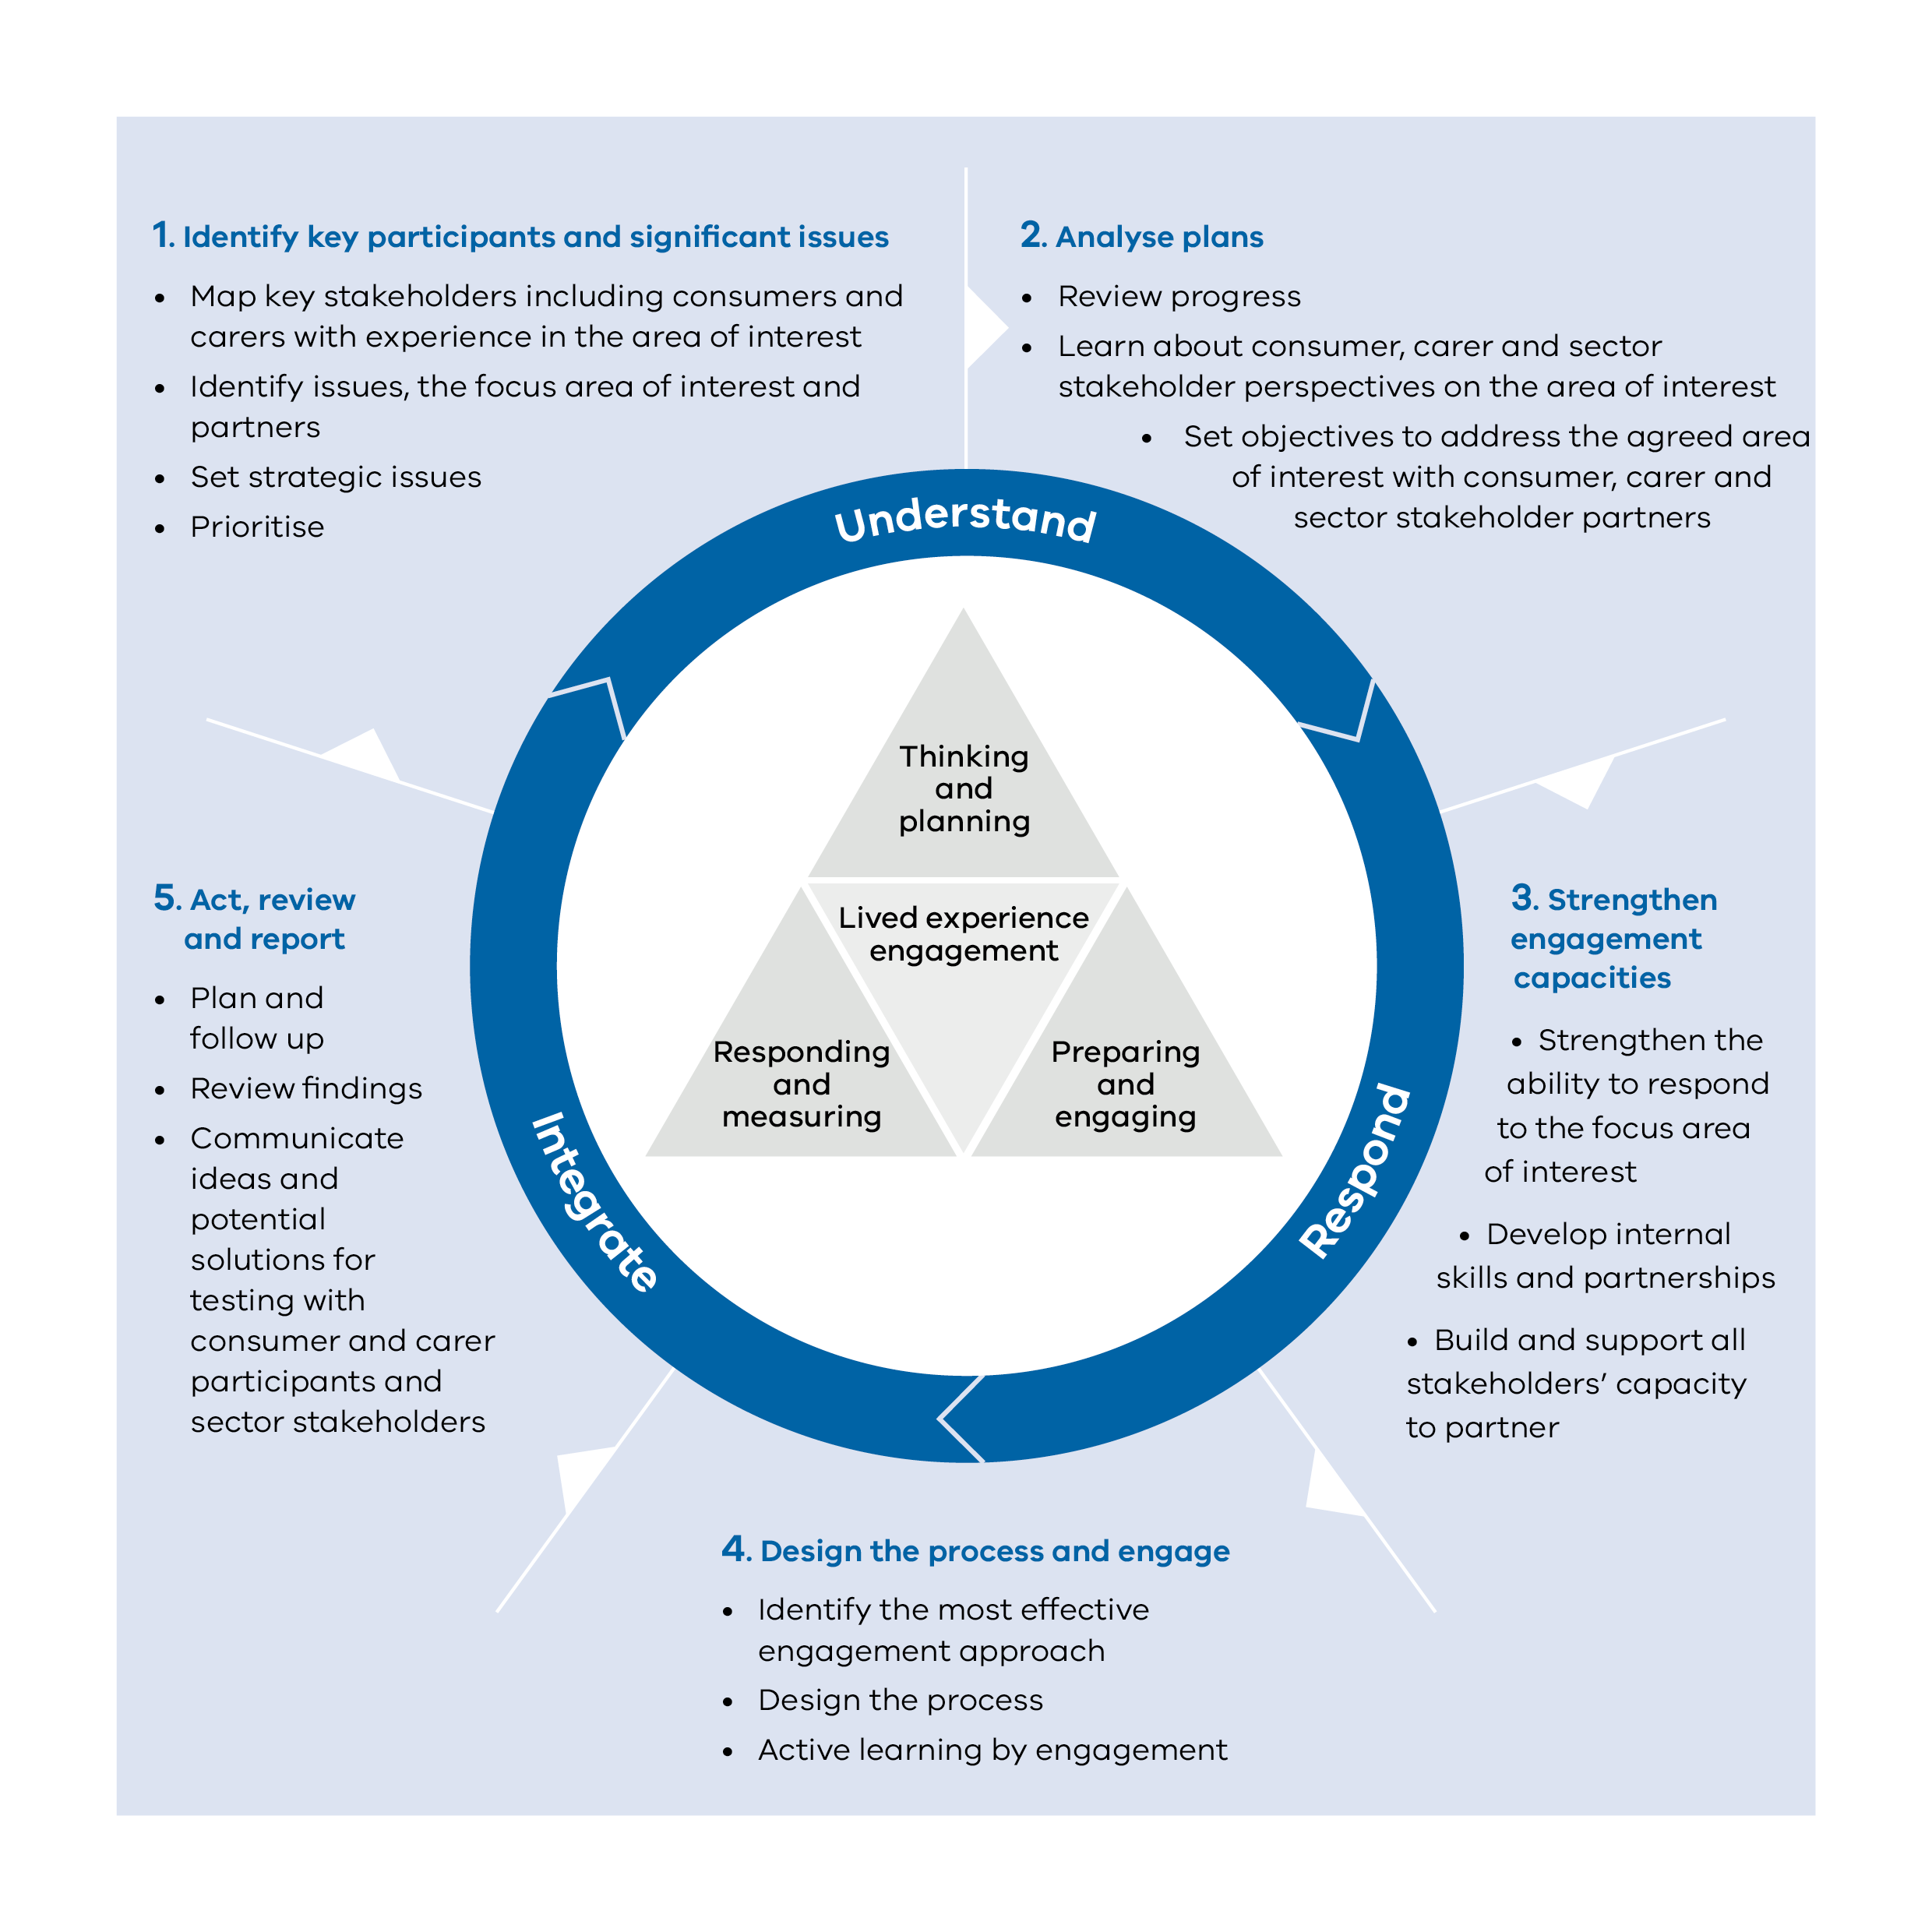 1. Identify key participants and significant issues
• Map key stakeholders including consumers and
carers with experience in the area of interest
• Identify issues, the focus area of interest and
partners
• Set strategic issues
• Prioritise
2. Analyse plans
• Review progress
• Learn about consumer, carer and sector
stakeholder perspectives on the area of interest
• Set objectives to address the agreed area
of interest with consumer, carer and
sector stakeholder partners
Understand
Thinking
and
planning
Lived experience
engagement
Responding
and
measuring
Preparing
and
engaging
Respond
Integrate
3. Strengthen
engagement
capacities
• Strengthen the
ability to respond
to the focus area
of interest
• Develop internal
skills and partnerships
• Build and support all
stakeholders’ capacity
to partner
4. Design the process and engage
• Identify the most effective
engagement approach
• Design the process
• Active learning by engagement
5. Act, review
and report
• Plan and
follow up
• Review findings
• Communicate
ideas and
potential
solutions for
testing with
consumer and carer
participants and
sector stakeholders